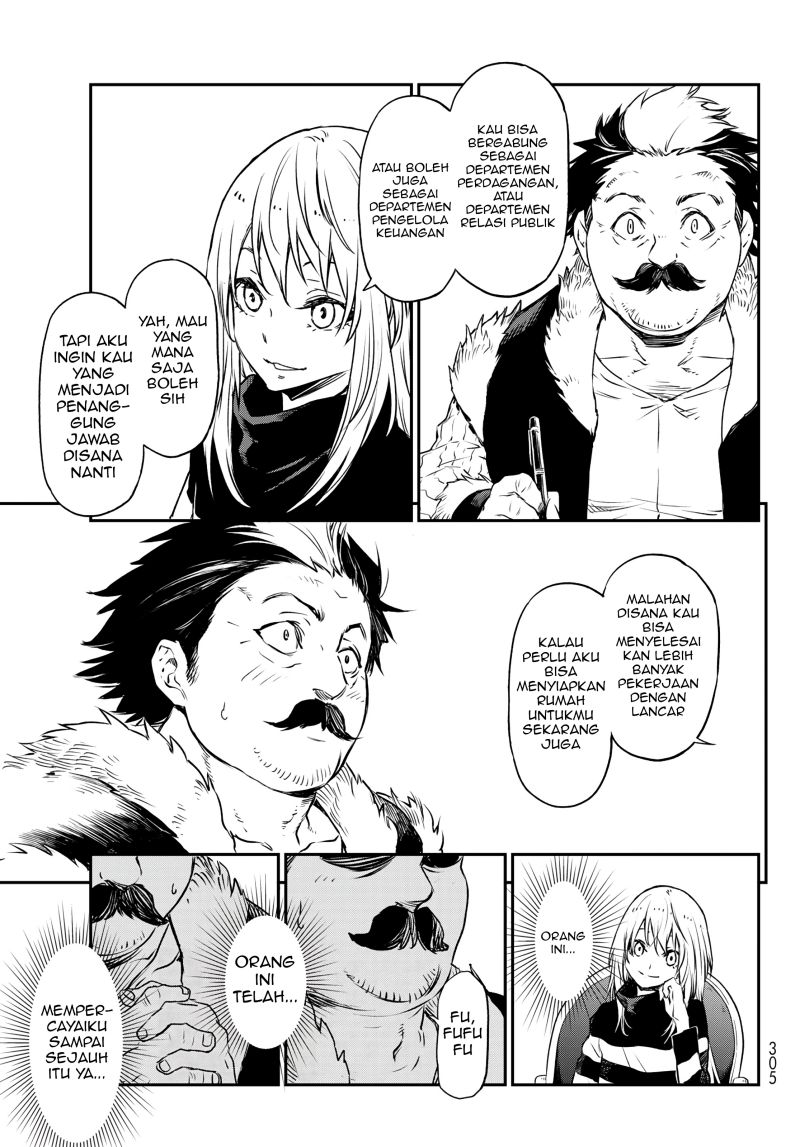 KAU BISA
BERGABUNG
SEBAGAI
DEPARTEMEN
PERDAGANGAN,
ATAU
DEPARTEMEN
RELASI PUBLIK
ATAU BOLEH
JUGA
SEBAGAI
DEPARTEMEN
PENGELOLA
KEUANGAN
YAH, MAU
YANG
MANA
SAJA
BOLEH
SIH
TAPI AKU
INGIN KAU
YANG
MENJADI
PENANG-
GUNG
JAWAB
DISANA
NANTI
MALAHAN
DISANA KAU
BISA
MENYELESAI
KAN LEBIH
BANYAK
PEKERJAAN
DENGAN
LANCAR
KALAU
PERLU AKU
BISA
MENYIAPKAN
RUMAH
UNTUKMU
SEKARANG
JUGA
ORANG
INI...
FU,
FUFU
FU
ORANG
INI
TELAH...
MEMPER-
CAYAIKU
SAMPAI
SEJAUH
ITU YA...
305